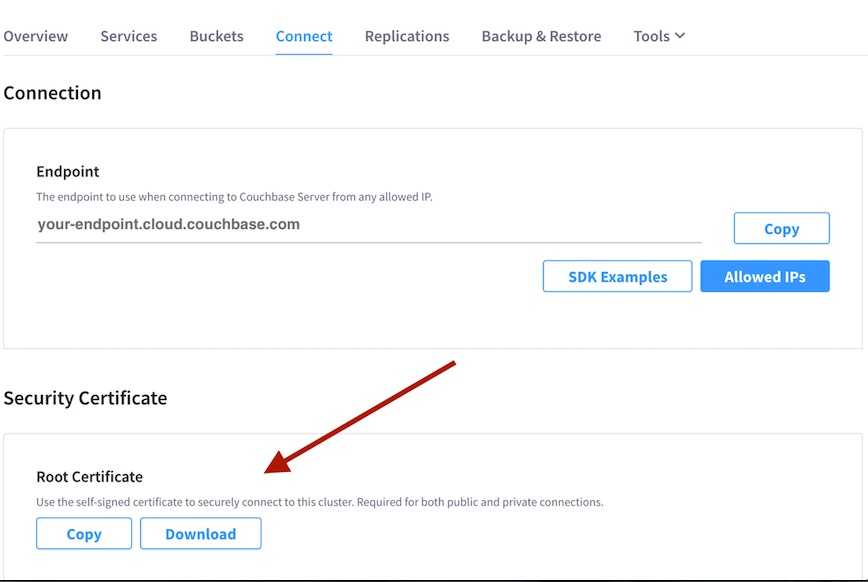 Overview Services Buckets Connect Replications Backup & Restore Tools
Connection
Endpoint
The endpoint to use when connecting to Couchbase Server from any allowed IP.
your-endpoint.cloud.couchbase.com
Copy
SDK Examples Allowed IPs
Security Certificate
Root Certificate
Use the self-signed certificate to securely connect to this cluster. Required for both public and private connections.
Copy Download